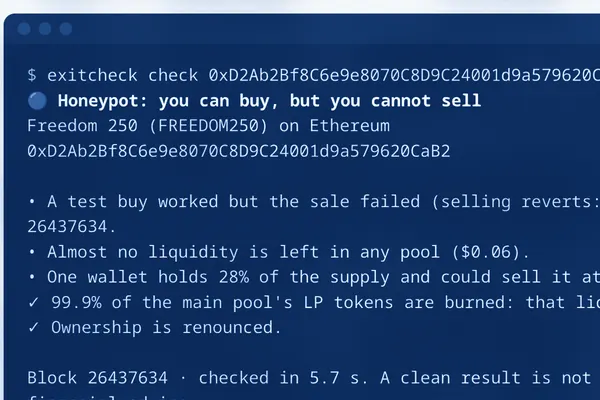 $ exitcheck check 0xD2Ab2Bf8C6e9e8070C8D9C24001d9a579620C
Honeypot: you can buy, but you cannot sell
Freedom 250 (FREEDOM250) on Ethereum
0xD2Ab2Bf8C6e9e8070C8D9C24001d9a579620CaB2
• A test buy worked but the sale failed (selling reverts:
26437634.
• Almost no liquidity is left in any pool ($0.06).
• One wallet holds 28% of the supply and could sell it at
✓ 99.9% of the main pool's LP tokens are burned: that
✓ Ownership is renounced.
Block 26437634 · checked in 5.7 s. A clean result is not